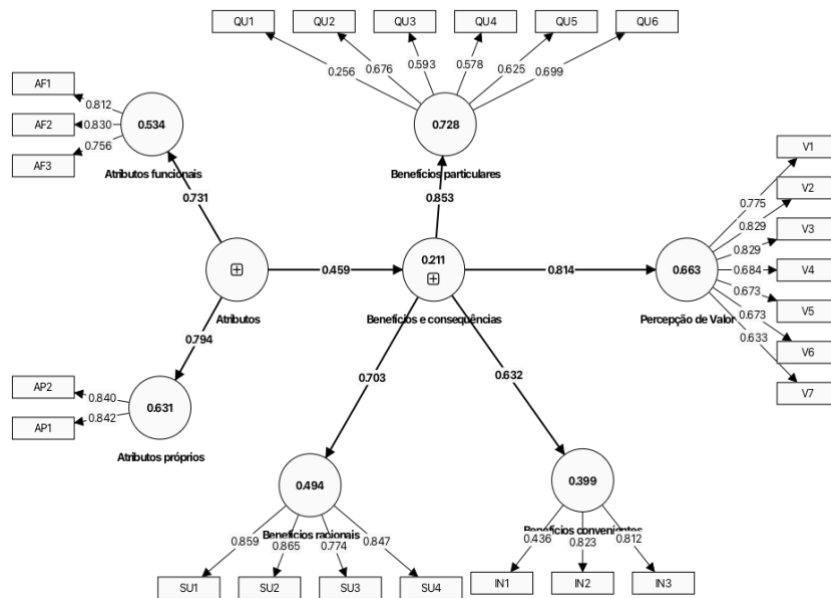 QU1 QU2 QU3 QU4 QU5 QU6
0.256 0.676 0.593 0.578 0.625 0.699
AF1
0.812
AF2
0.830
AF3
0.756
0.534
Atributos funcionais
0.728
Benefícios particulares
0.731
0.853
Atributos
0.459
0.211
Benefícios e consequências
0.814
0.663
Percepção de Valor
V1
0.775
V2
0.829
V3
0.829
V4
0.684
V5
0.673
V6
0.673
V7
0.633
0.794
0.703
0.632
AP2
0.840
AP1
0.842
0.631
Atributos próprios
0.494
Benefícios racionais
0.859 0.865 0.774 0.847
SU1 SU2 SU3 SU4
0.399
Benefícios convenientes
0.436 0.823 0.812
IN1 IN2 IN3